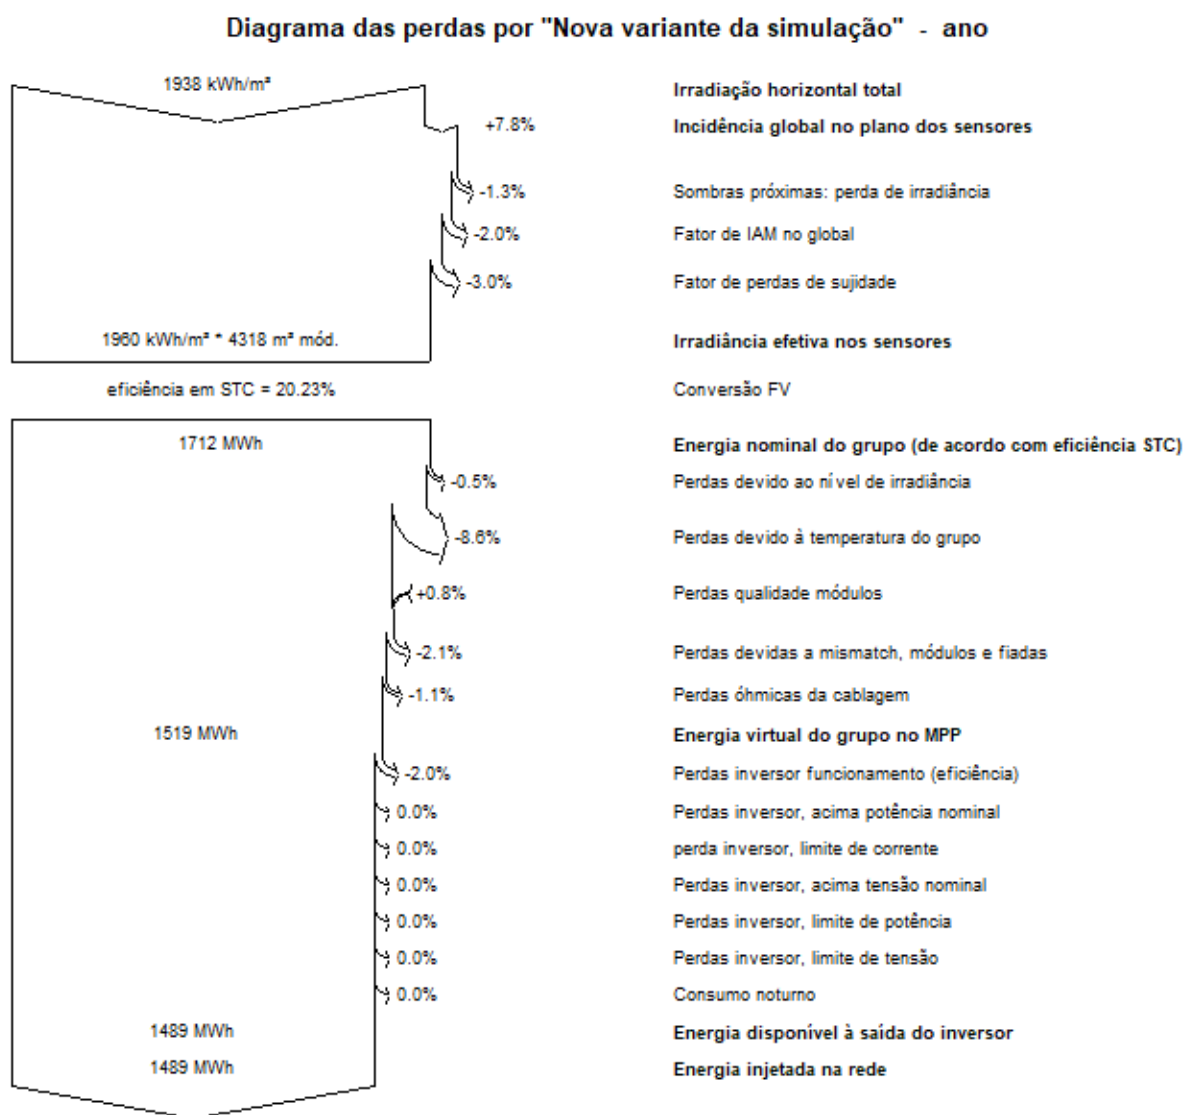 Diagrama das perdas por "Nova variante da simulação" - ano
1938 kWh/m² Irradiação horizontal total
+7.8% Incidência global no plano dos sensores
-1.3% Sombras próximas: perda de irradiância
-2.0% Fator de IAM no global
-3.0% Fator de perdas de sujidade
1960 kWh/m² * 4318 m² mód. Irradiância efetiva nos sensores
eficiência em STC = 20.23% Conversão FV
1712 MWh Energia nominal do grupo (de acordo com eficiência STC)
-0.5% Perdas devido ao nível de irradiância
-8.6% Perdas devido à temperatura do grupo
+0.8% Perdas qualidade módulos
-2.1% Perdas devidas a mismatch, módulos e fiadas
-1.1% Perdas óhmicas da cablagem
1519 MWh Energia virtual do grupo no MPP
-2.0% Perdas inversor funcionamento (eficiência)
0.0% Perdas inversor, acima potência nominal
0.0% perda inversor, limite de corrente
0.0% Perdas inversor, acima tensão nominal
0.0% Perdas inversor, limite de potência
0.0% Perdas inversor, limite de tensão
0.0% Consumo noturno
1489 MWh Energia disponível à saída do inversor
1489 MWh Energia injetada na rede